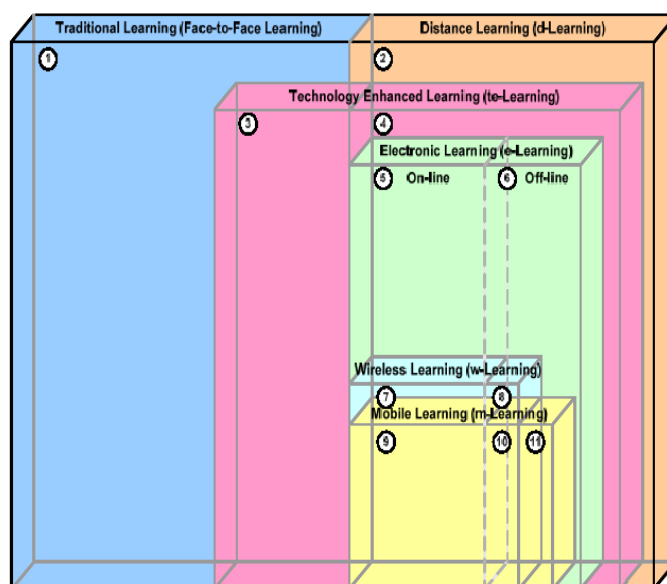 Traditional Learning (Face-to-Face Learning) Distance Learning (d-Learning)
1 2
Technology Enhanced Learning (te-Learning)
3 4
Electronic Learning (e-Learning)
5 On-line 6 Off-line
Wireless Learning (w-Learning)
7 8
Mobile Learning (m-Learning)
9 10 11